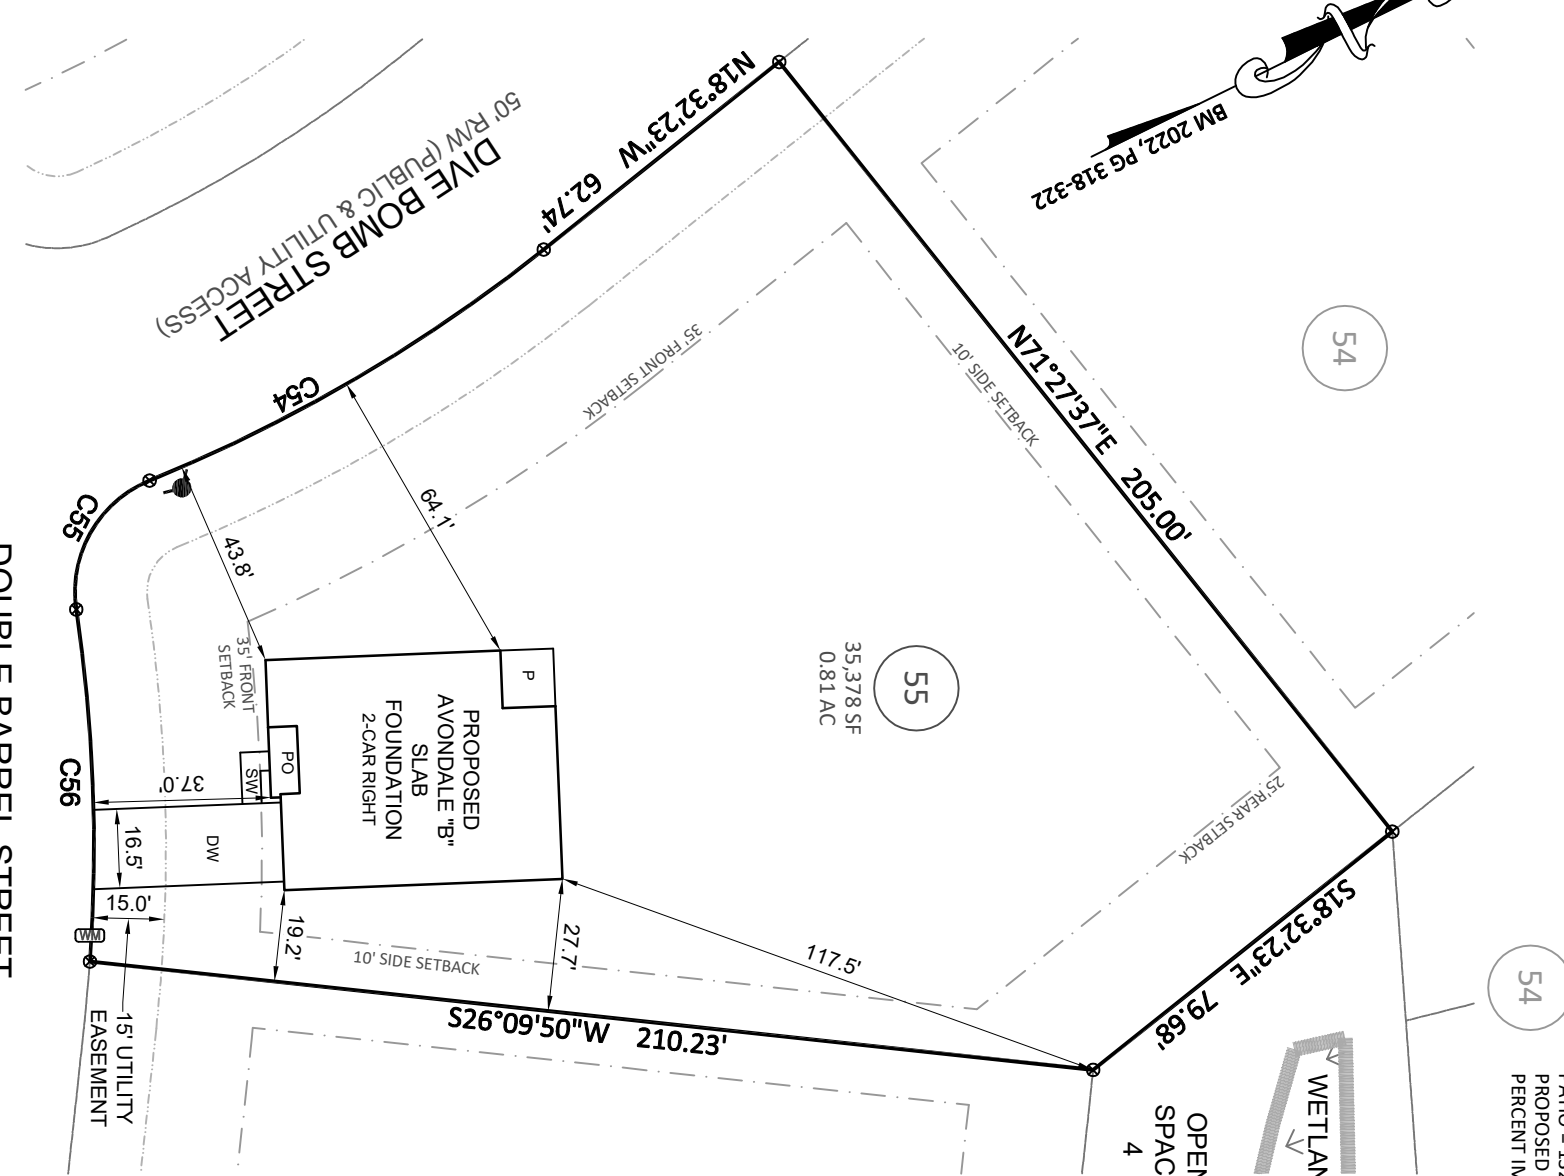 BM 2022, PG 318-322
N18°32'23"W 62.74'
DIVE BOMB STREET
50' R/W (PUBLIC & UTILITY ACCESS)
C54
C55
C56
DOUBLE BARREL STREET
N71°27'37"E 205.00'
10' SIDE SETBACK
35' FRONT SETBACK
54
64.1'
43.8'
35' FRONT
SETBACK
55
35,378 SF
0.81 AC
P
PROPOSED
AVONDALE "B"
SLAB
FOUNDATION
2-CAR RIGHT
PO
SW
DW
37.0'
16.5'
15.0'
WM
19.2'
27.7'
117.5'
25' REAR SETBACK
S18°32'23"E 79.68'
10' SIDE SETBACK
S26°09'50"W 210.23'
15' UTILITY
EASEMENT
54
OPEN
SPAC
4
WETLAN
PROPOSED
PERCENT IM